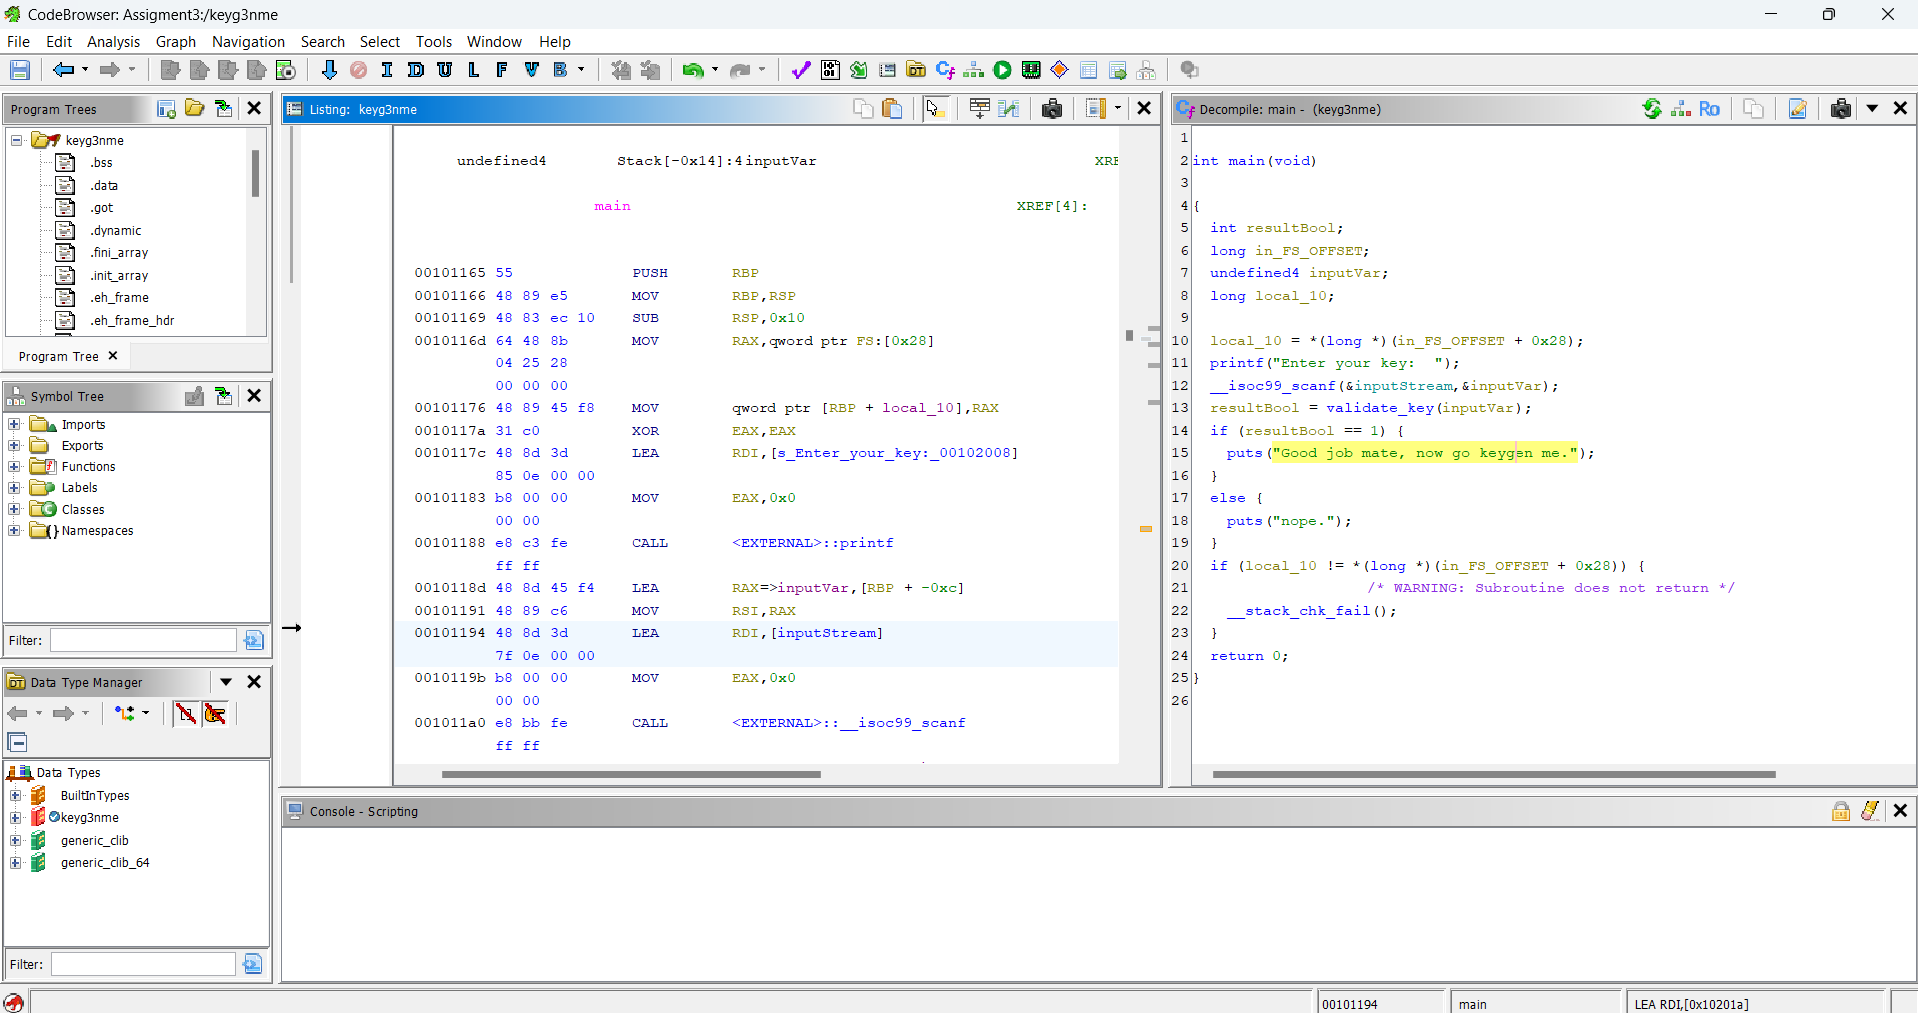 CodeBrowser: Assigment3:/keyg3nme
File Edit Analysis Graph Navigation Search Select Tools Window Help
I D U L F V B
Program Trees
keyg3nme
.bss
.data
.got
.dynamic
.fini_array
.init_array
.eh_frame
.eh_frame_hdr
Program Tree
Symbol Tree
Imports
Exports
Functions
Labels
Classes
Namespaces
Filter:
Data Type Manager
Data Types
BuiltInTypes
keyg3nme
generic_clib
generic_clib_64
Filter:
Listing: keyg3nme
undefined4 Stack[-0x14]:4 inputVar
main XREF[4]:
00101165 55 PUSH RBP
00101166 48 89 e5 MOV RBP,RSP
00101169 48 83 ec 10 SUB RSP,0x10
0010116d 64 48 8b MOV RAX,qword ptr FS:[0x28]
04 25 28
00 00 00
00101176 48 89 45 f8 MOV qword ptr [RBP + local_10],RAX
0010117a 31 c0 XOR EAX,EAX
0010117c 48 8d 3d LEA RDI,[s_Enter_your_key:_00102008]
85 0e 00 00
00101183 b8 00 00 MOV EAX,0x0
00 00
00101188 e8 c3 fe CALL <EXTERNAL>::printf
ff ff
0010118d 48 8d 45 f4 LEA RAX=>inputVar,[RBP + -0xc]
00101191 48 89 c6 MOV RSI,RAX
00101194 48 8d 3d LEA RDI,[inputStream]
7f 0e 00 00
0010119b b8 00 00 MOV EAX,0x0
00 00
001011a0 e8 bb fe CALL <EXTERNAL>::__isoc99_scanf
ff ff
Decompile: main - (keyg3nme)
Ro
1
2 int main(void)
3
4 {
5 int resultBool;
6 long in_FS_OFFSET;
7 undefined4 inputVar;
8 long local_10;
9
10 local_10 = *(long *)(in_FS_OFFSET + 0x28);
11 printf("Enter your key:  ");
12 __isoc99_scanf(&inputStream,&inputVar);
13 resultBool = validate_key(inputVar);
14 if (resultBool == 1) {
15 puts("Good job mate, now go keygen me.");
16 }
17 else {
18 puts("nope.");
19 }
20 if (local_10 != *(long *)(in_FS_OFFSET + 0x28)) {
21 /* WARNING: Subroutine does not return */
22 __stack_chk_fail();
23 }
24 return 0;
25 }
26
Console - Scripting
00101194 main LEA RDI,[0x10201a]